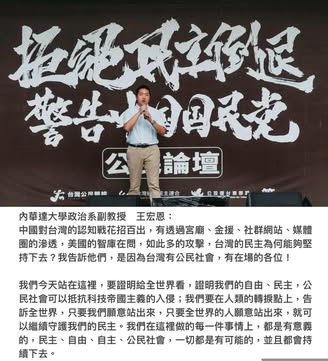 拒絕民主倒退
警告中國国民党
公民論壇
內華達大學政治系副教授 王宏恩：
中國對台灣的認知戰花招百出，有透過宮廟、金援、社群網站、媒體
團的滲透，美國的智庫在問，如此多的攻擊，台灣的民主為何能夠堅
持下去？我告訴他們，是因為台灣有公民社會，有在場的各位！
我們今天站在這裡，要證明給全世界看，證明我們的自由、民主，公
民社會可以抵抗科技帝國主義的入侵；我們要在人類的轉捩點上，告
訴全世界，只要我們願意站出來，只要全世界的人願意站出來，就可
以繼續守護我們的民主。我們在這裡做的每一件事情上，都是有意義
的，民主、自由、自主、公民社會，一切都是有可能的，並且都會持
續下去。